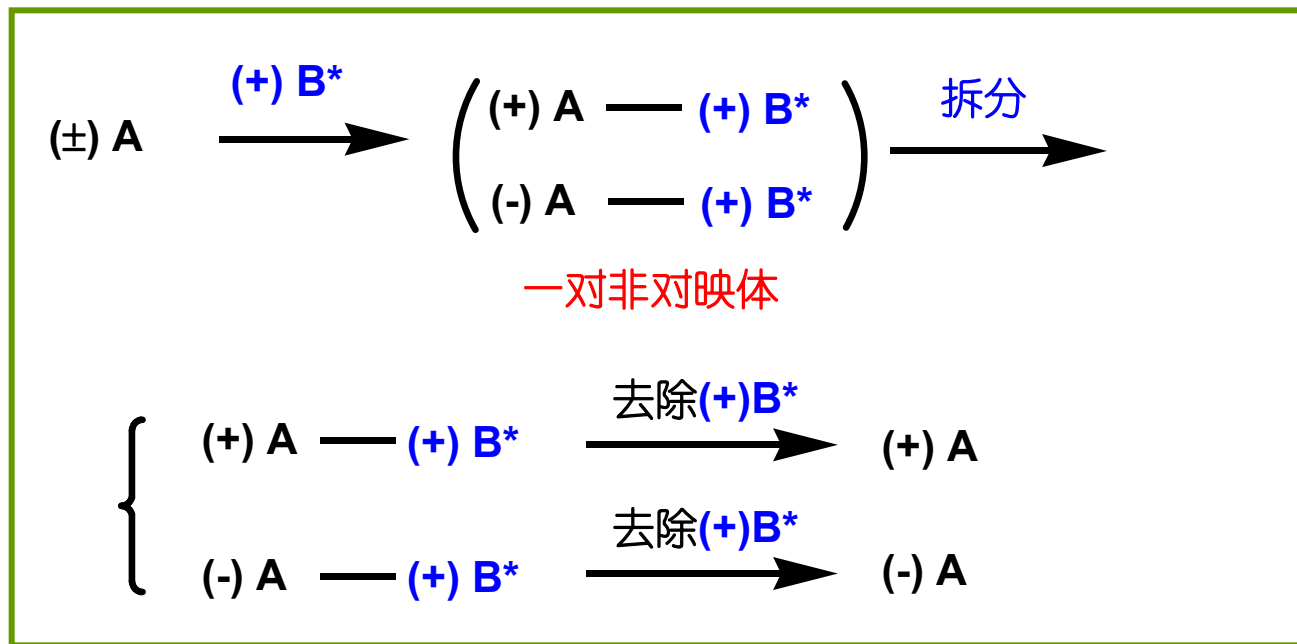 (±) A
(+) B*
(+) A — (+) B*
(-) A — (+) B*
拆分
一对非对映体
(+) A — (+) B*
去除(+)B*
(+) A
(-) A — (+) B*
去除(+)B*
(-) A